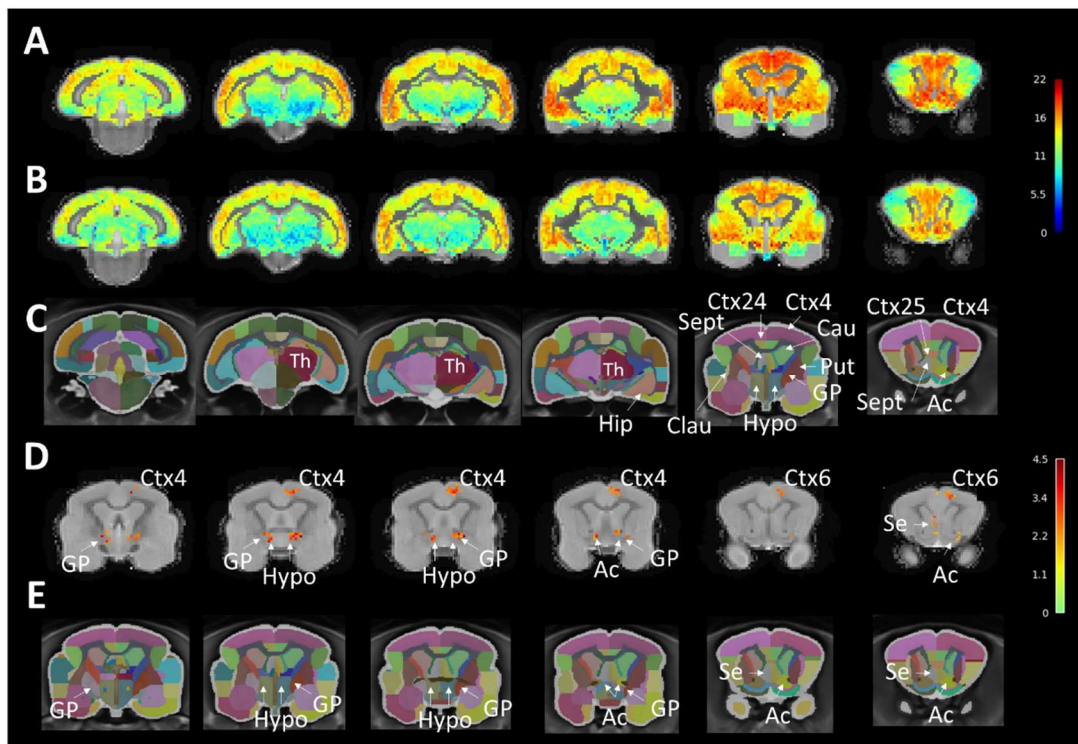 A
22
16
11
5.5
0
B
C
Ctx24 Ctx4
Sept
Cau
Put
GP
Th
Th
Th
Hip
Clau
Hypo
Ctx25 Ctx4
Sept
Ac
D
Ctx4 Ctx4 Ctx4 Ctx4 Ctx6 Ctx6
4.5
3.4
2.2
1.1
0
GP
GP
Hypo
Hypo
GP
Ac
GP
Se
Ac
E
GP
Hypo
GP
Hypo
Ac
GP
Se
Ac
Se
Ac